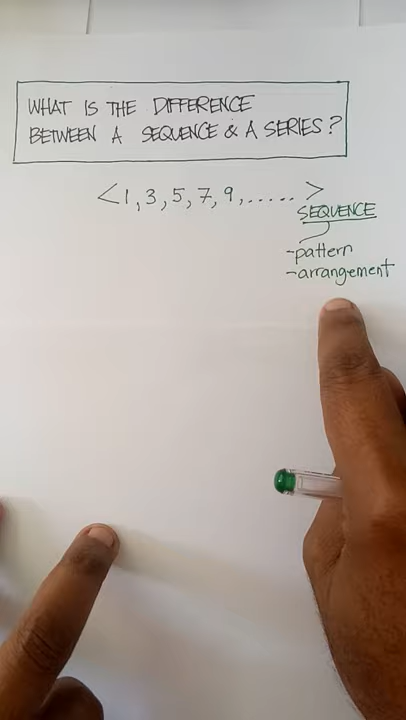 WHAT IS THE DIFFERENCE
BETWEEN A SEQUENCE & A SERIES?
<1, 3, 5, 7, 9, ..... >
SEQUENCE
-pattern
-arrangement